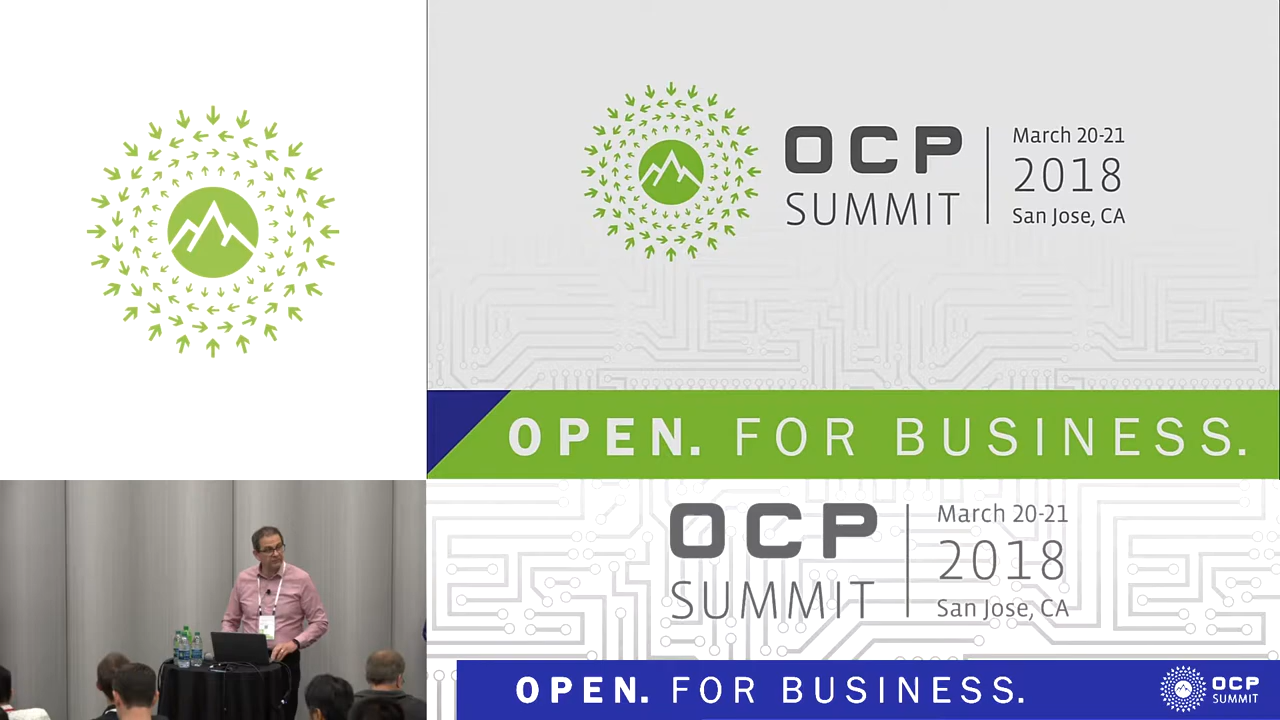 OCP
SUMMIT
March 20-21
2018
San Jose, CA
OPEN. FOR BUSINESS.
OCP
SUMMIT
March 20-21
2018
San Jose, CA
OPEN. FOR BUSINESS.
OCP
SUMMIT